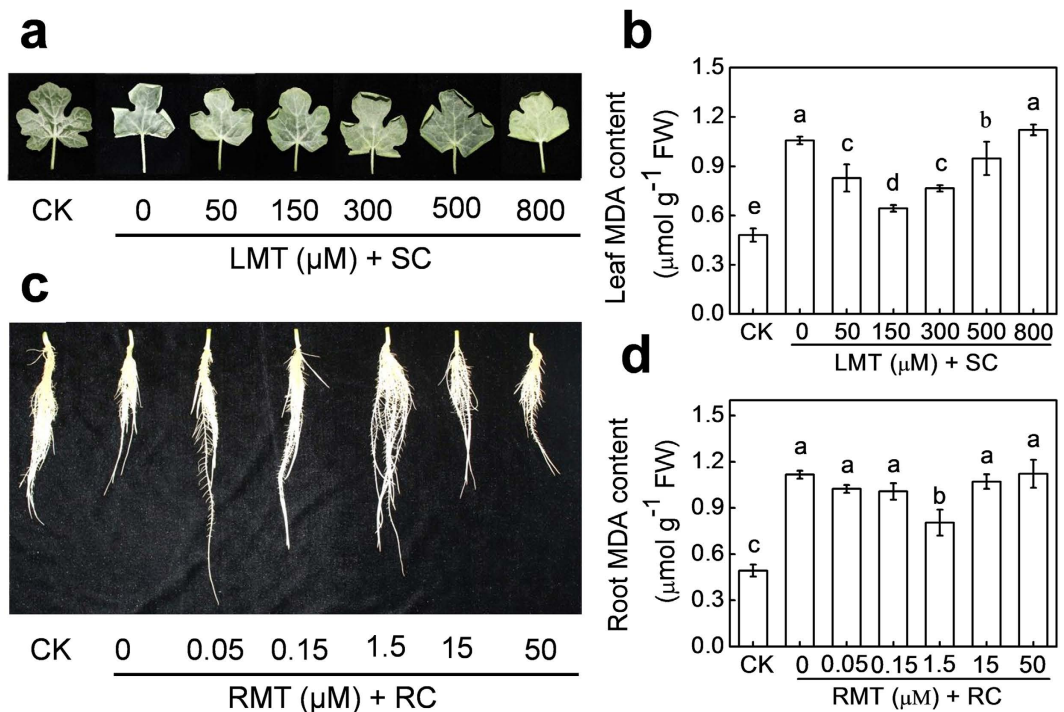 a
CK 0 50 150 300 500 800
LMT (μM) + SC
b
Leaf MDA content
(μmol g⁻¹ FW)
1.5
1.2
0.9
0.6
0.3
0.0
e a c d c b a
CK 0 50 150 300 500 800
LMT (μM) + SC
c
CK 0 0.05 0.15 1.5 15 50
RMT (μM) + RC
d
Root MDA content
(μmol g⁻¹ FW)
1.5
1.2
0.9
0.6
0.3
0.0
c a a a b a a
CK 0 0.05 0.15 1.5 15 50
RMT (μM) + RC